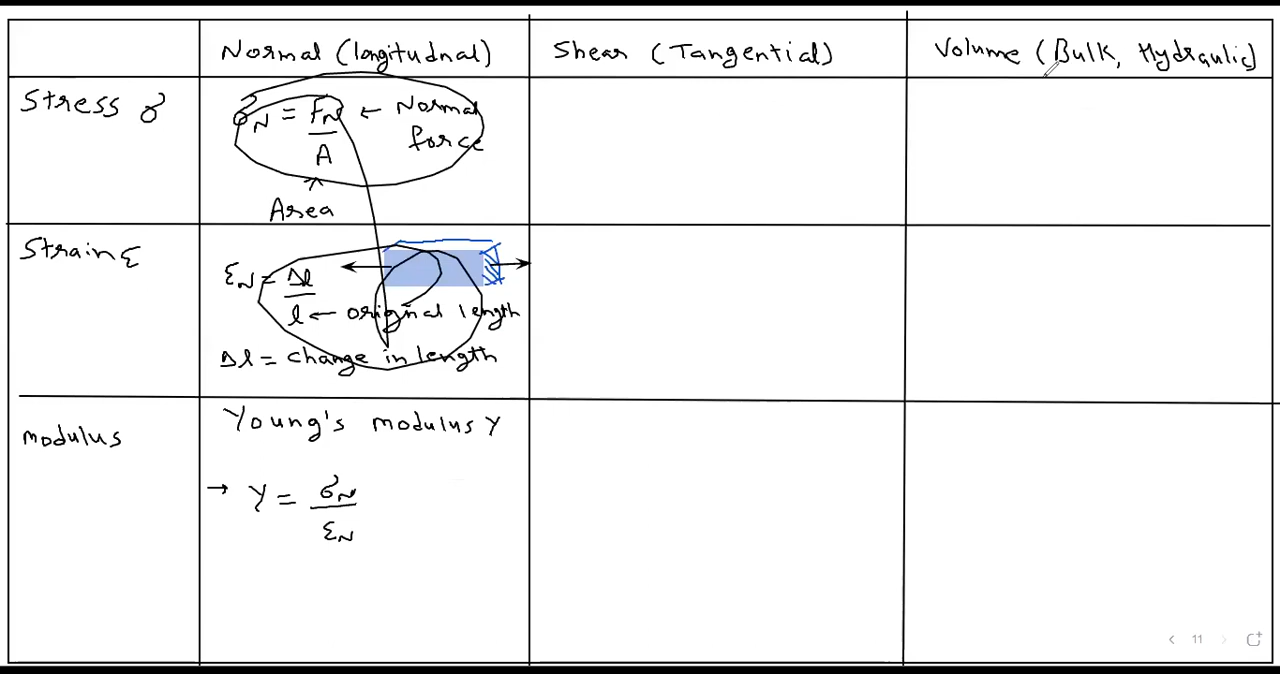 Normal (longitudnal)
Shear (Tangential)
Volume (Bulk, Hydraulic)
Stress σ
σN = FN ← Normal
force
A
↑
Area
Strain ε
εN = Δl
l ← original length
Δl = change in length
modulus
Young's modulus Y
→ Y = σN
εN
< 11 >